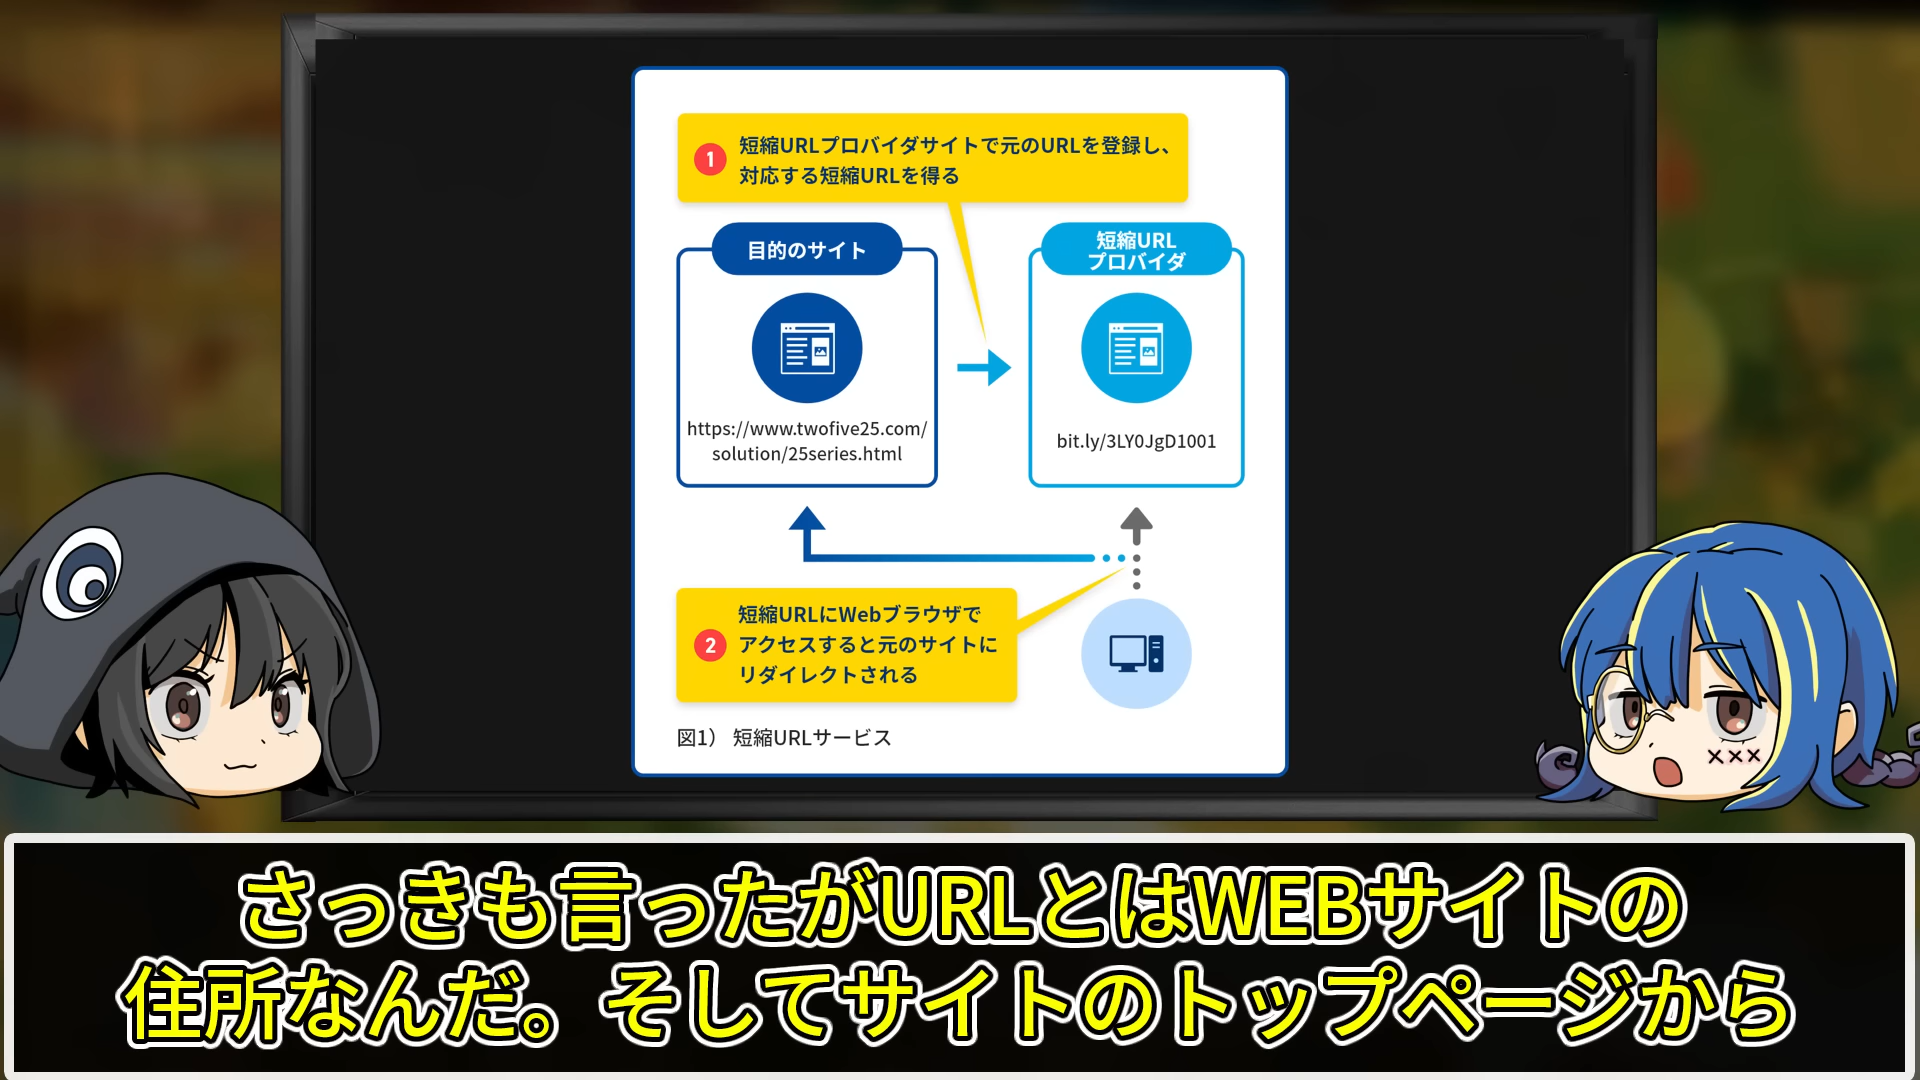 1 短縮URLプロバイダサイトで元のURLを登録し、
対応する短縮URLを得る
目的のサイト
https://www.twofive25.com/
solution/25series.html
短縮URL
プロバイダ
bit.ly/3LY0JgD1001
2 短縮URLにWebブラウザで
アクセスすると元のサイトに
リダイレクトされる
図1） 短縮URLサービス
さっきも言ったがURLとはWEBサイトの
住所なんだ。そしてサイトのトップページから